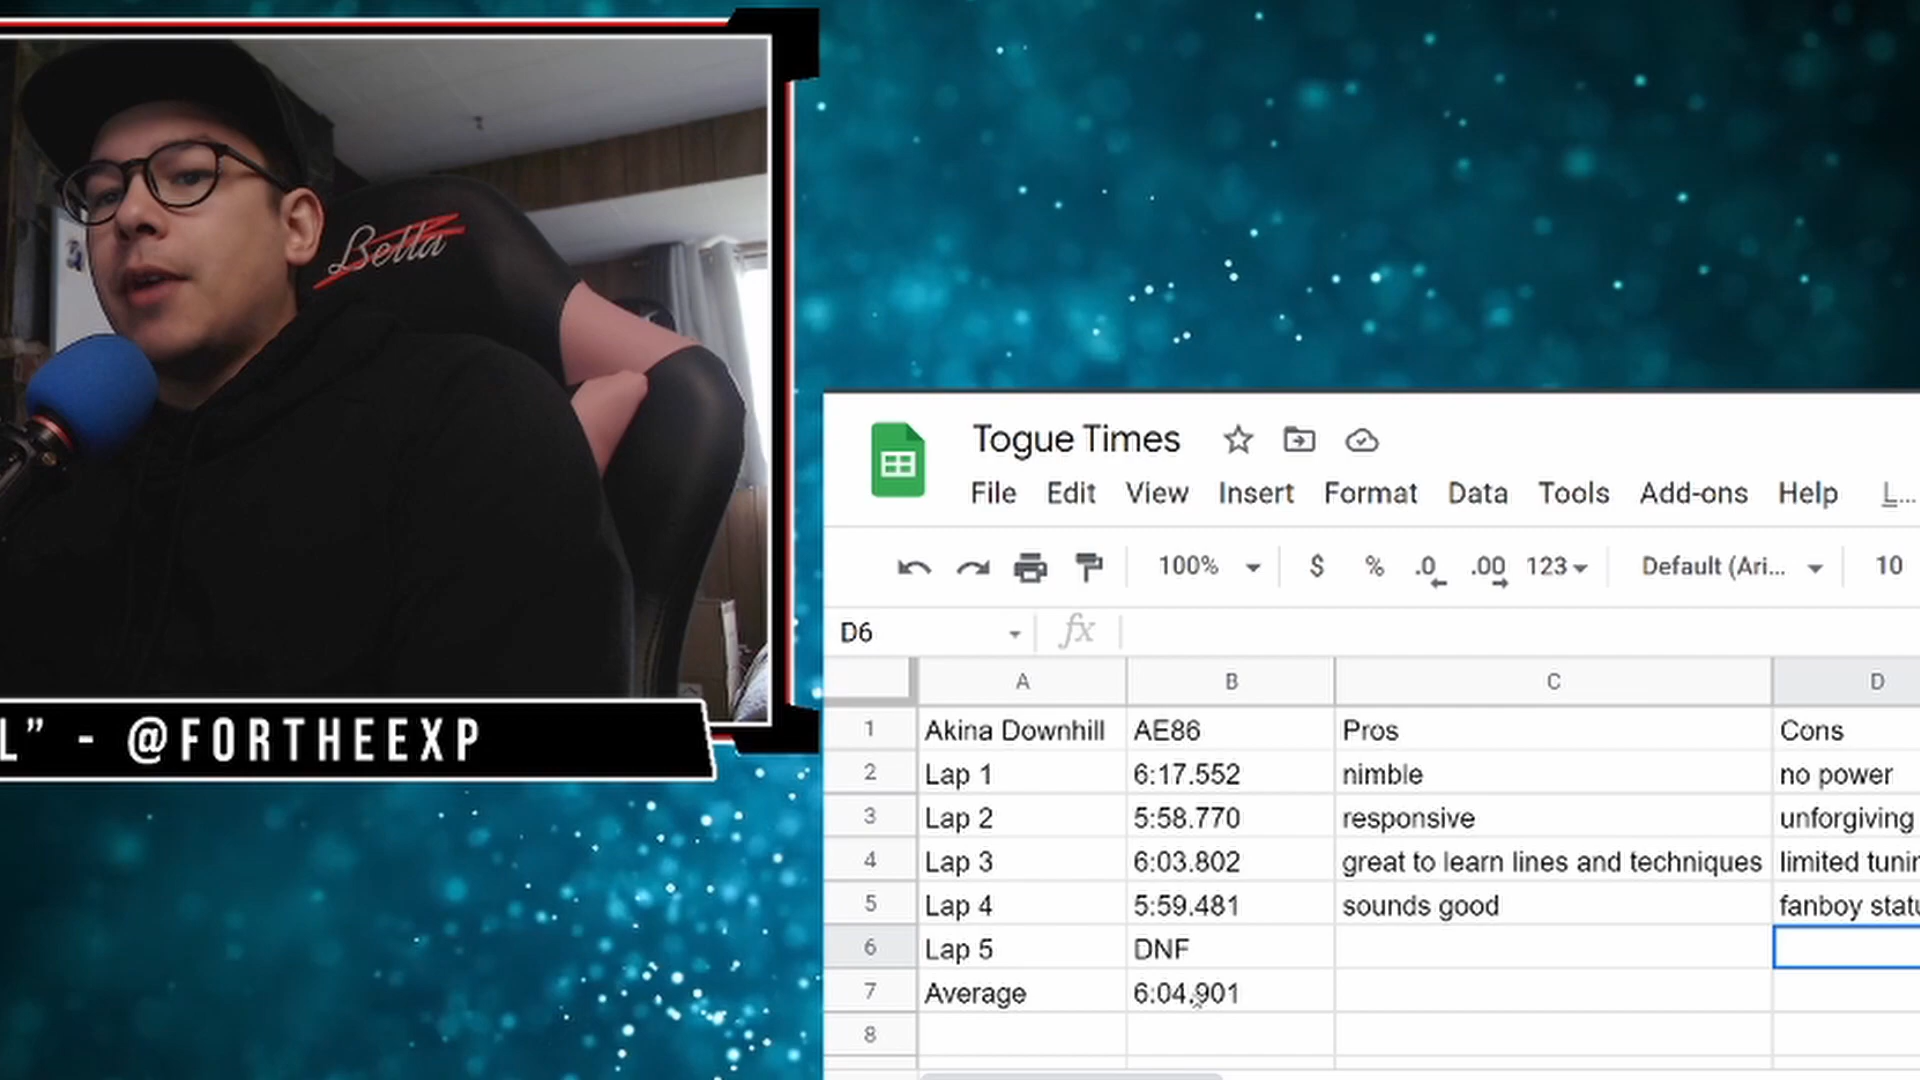 Bella
L” - @FORTHEEXP
Togue Times
File Edit View Insert Format Data Tools Add-ons Help L...
100% $ % .0 .00 123 Default (Ari... 10
D6 fx
A B C D
1 Akina Downhill AE86 Pros Cons
2 Lap 1 6:17.552 nimble no power
3 Lap 2 5:58.770 responsive unforgiving
4 Lap 3 6:03.802 great to learn lines and techniques limited tunin
5 Lap 4 5:59.481 sounds good fanboy statu
6 Lap 5 DNF
7 Average 6:04.901
8